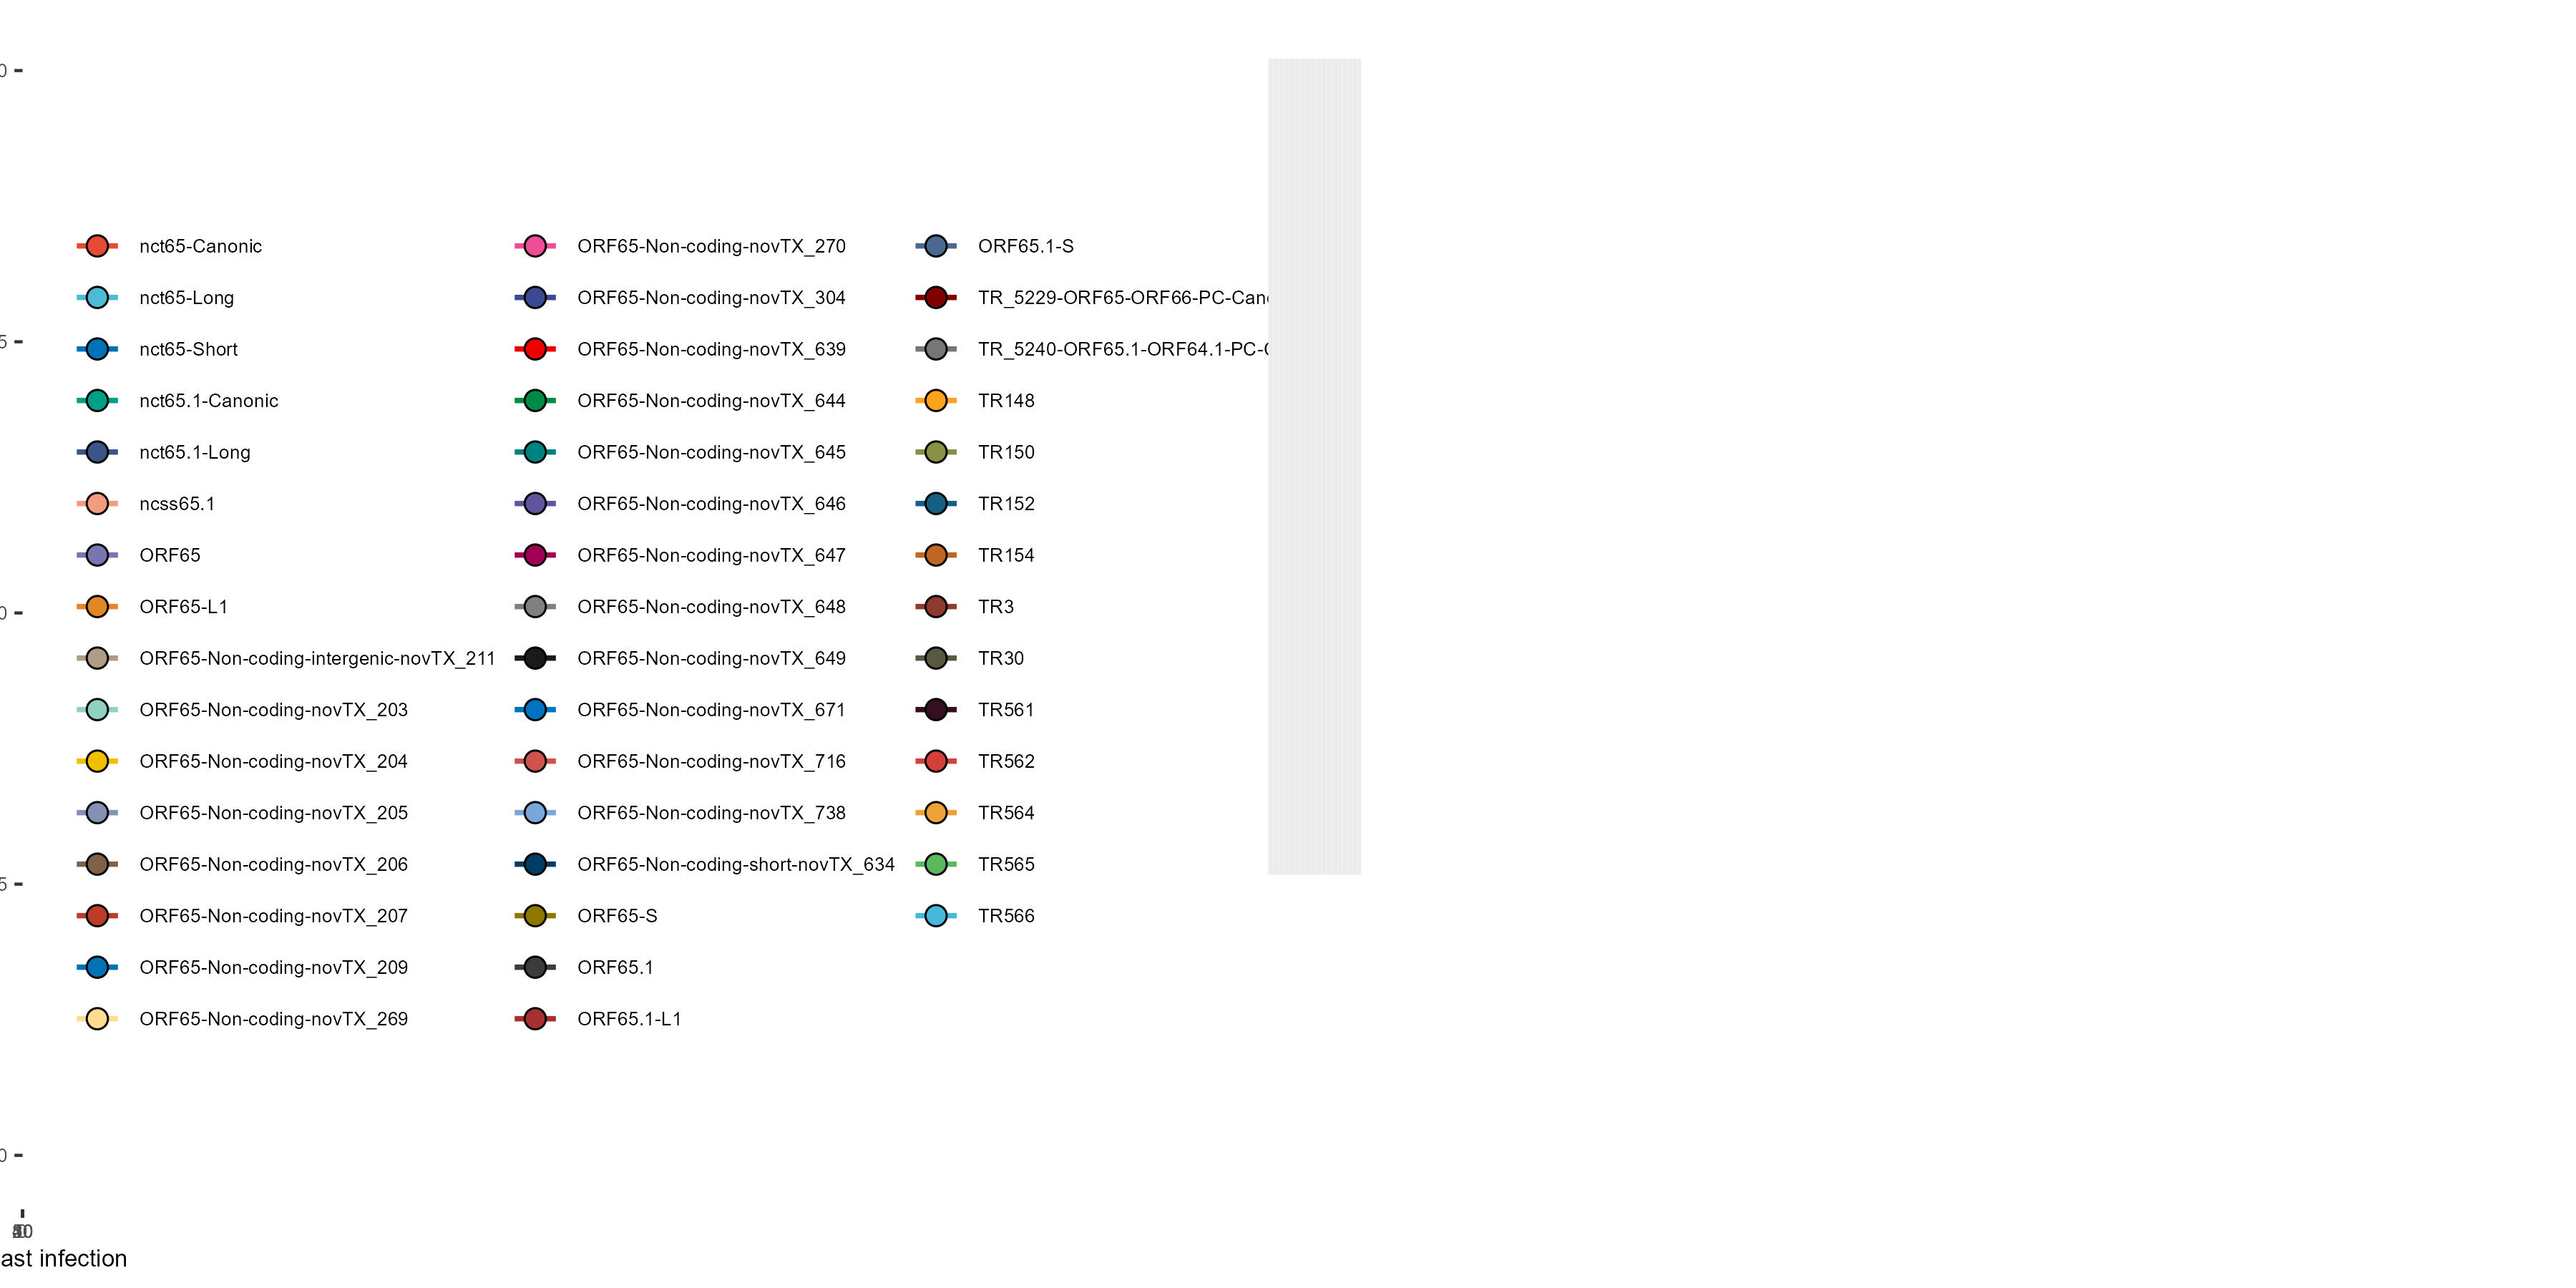 0
5
0
5
0
nct65-Canonic
nct65-Long
nct65-Short
nct65.1-Canonic
nct65.1-Long
ncss65.1
ORF65
ORF65-L1
ORF65-Non-coding-intergenic-novTX_211
ORF65-Non-coding-novTX_203
ORF65-Non-coding-novTX_204
ORF65-Non-coding-novTX_205
ORF65-Non-coding-novTX_206
ORF65-Non-coding-novTX_207
ORF65-Non-coding-novTX_209
ORF65-Non-coding-novTX_269
ORF65-Non-coding-novTX_270
ORF65-Non-coding-novTX_304
ORF65-Non-coding-novTX_639
ORF65-Non-coding-novTX_644
ORF65-Non-coding-novTX_645
ORF65-Non-coding-novTX_646
ORF65-Non-coding-novTX_647
ORF65-Non-coding-novTX_648
ORF65-Non-coding-novTX_649
ORF65-Non-coding-novTX_671
ORF65-Non-coding-novTX_716
ORF65-Non-coding-novTX_738
ORF65-Non-coding-short-novTX_634
ORF65-S
ORF65.1
ORF65.1-L1
ORF65.1-S
TR_5229-ORF65-ORF66-PC-Can
TR_5240-ORF65.1-ORF64.1-PC-
TR148
TR150
TR152
TR154
TR3
TR30
TR561
TR562
TR564
TR565
TR566
ast infection